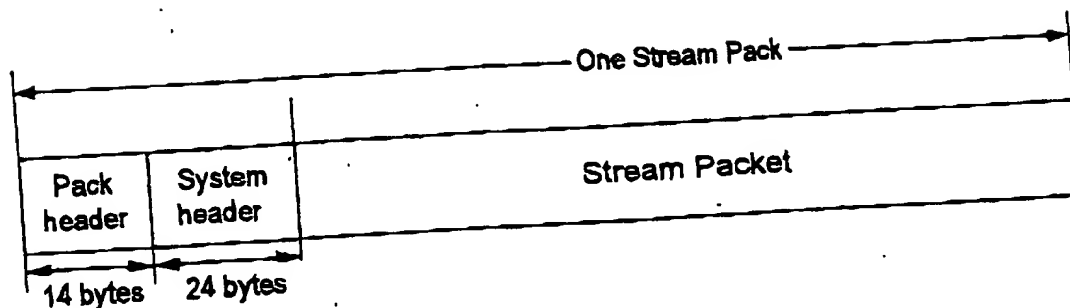 One Stream Pack
Pack
header
System
header
Stream Packet
14 bytes
24 bytes